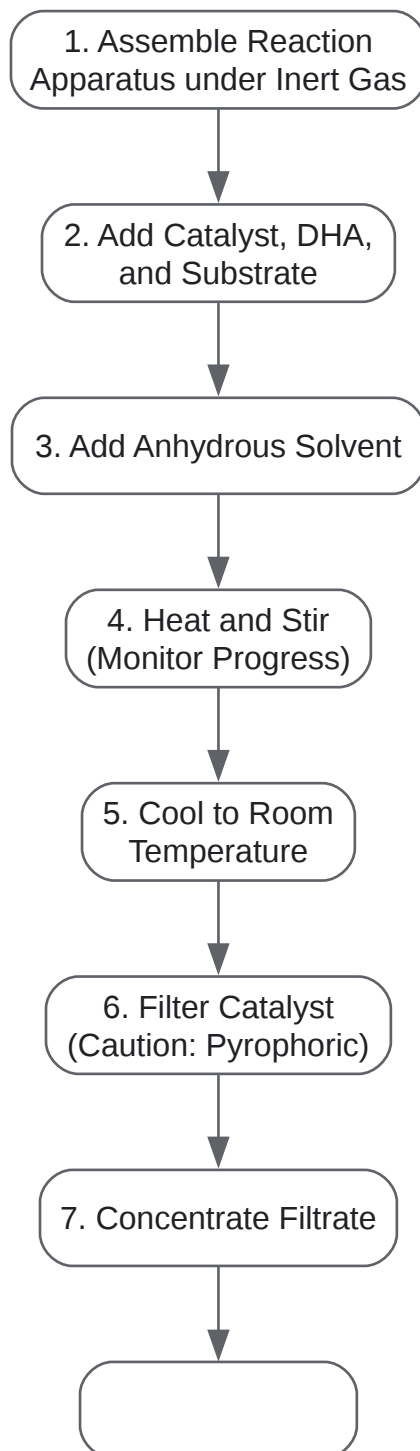 1. Assemble Reaction
Apparatus under Inert Gas
2. Add Catalyst, DHA,
and Substrate
3. Add Anhydrous Solvent
4. Heat and Stir
(Monitor Progress)
5. Cool to Room
Temperature
6. Filter Catalyst
(Caution: Pyrophoric)
7. Concentrate Filtrate